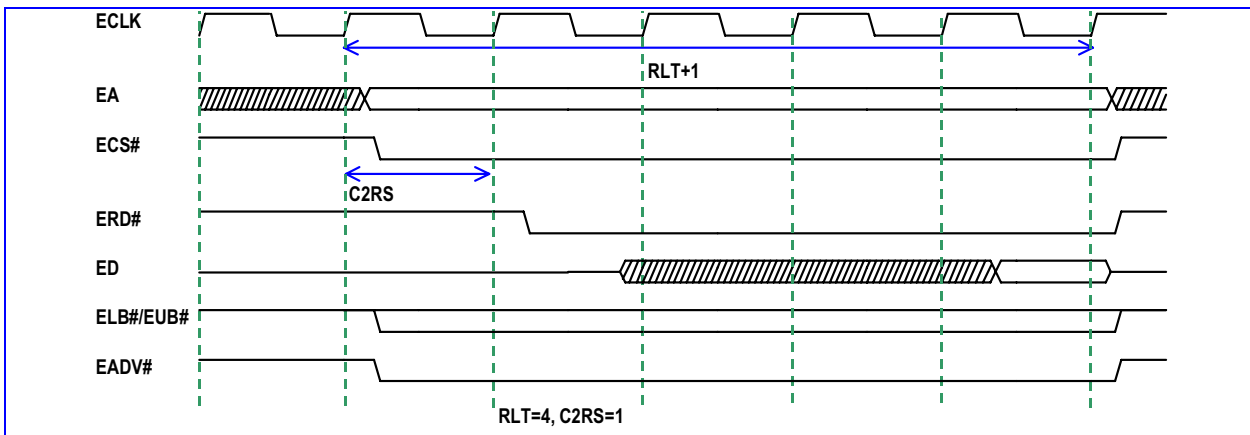 ECLK
RLT+1
EA
ECS#
C2RS
ERD#
ED
ELB#/EUB#
EADV#
RLT=4, C2RS=1